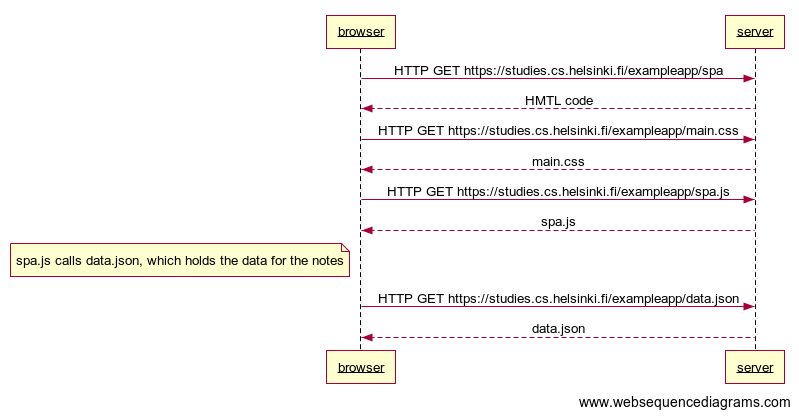 browser
server
HTTP GET https://studies.cs.helsinki.fi/exampleapp/spa
HMTL code
HTTP GET https://studies.cs.helsinki.fi/exampleapp/main.css
main.css
HTTP GET https://studies.cs.helsinki.fi/exampleapp/spa.js
spa.js
spa.js calls data.json, which holds the data for the notes
HTTP GET https://studies.cs.helsinki.fi/exampleapp/data.json
data.json
browser
server
www.websequencediagrams.com